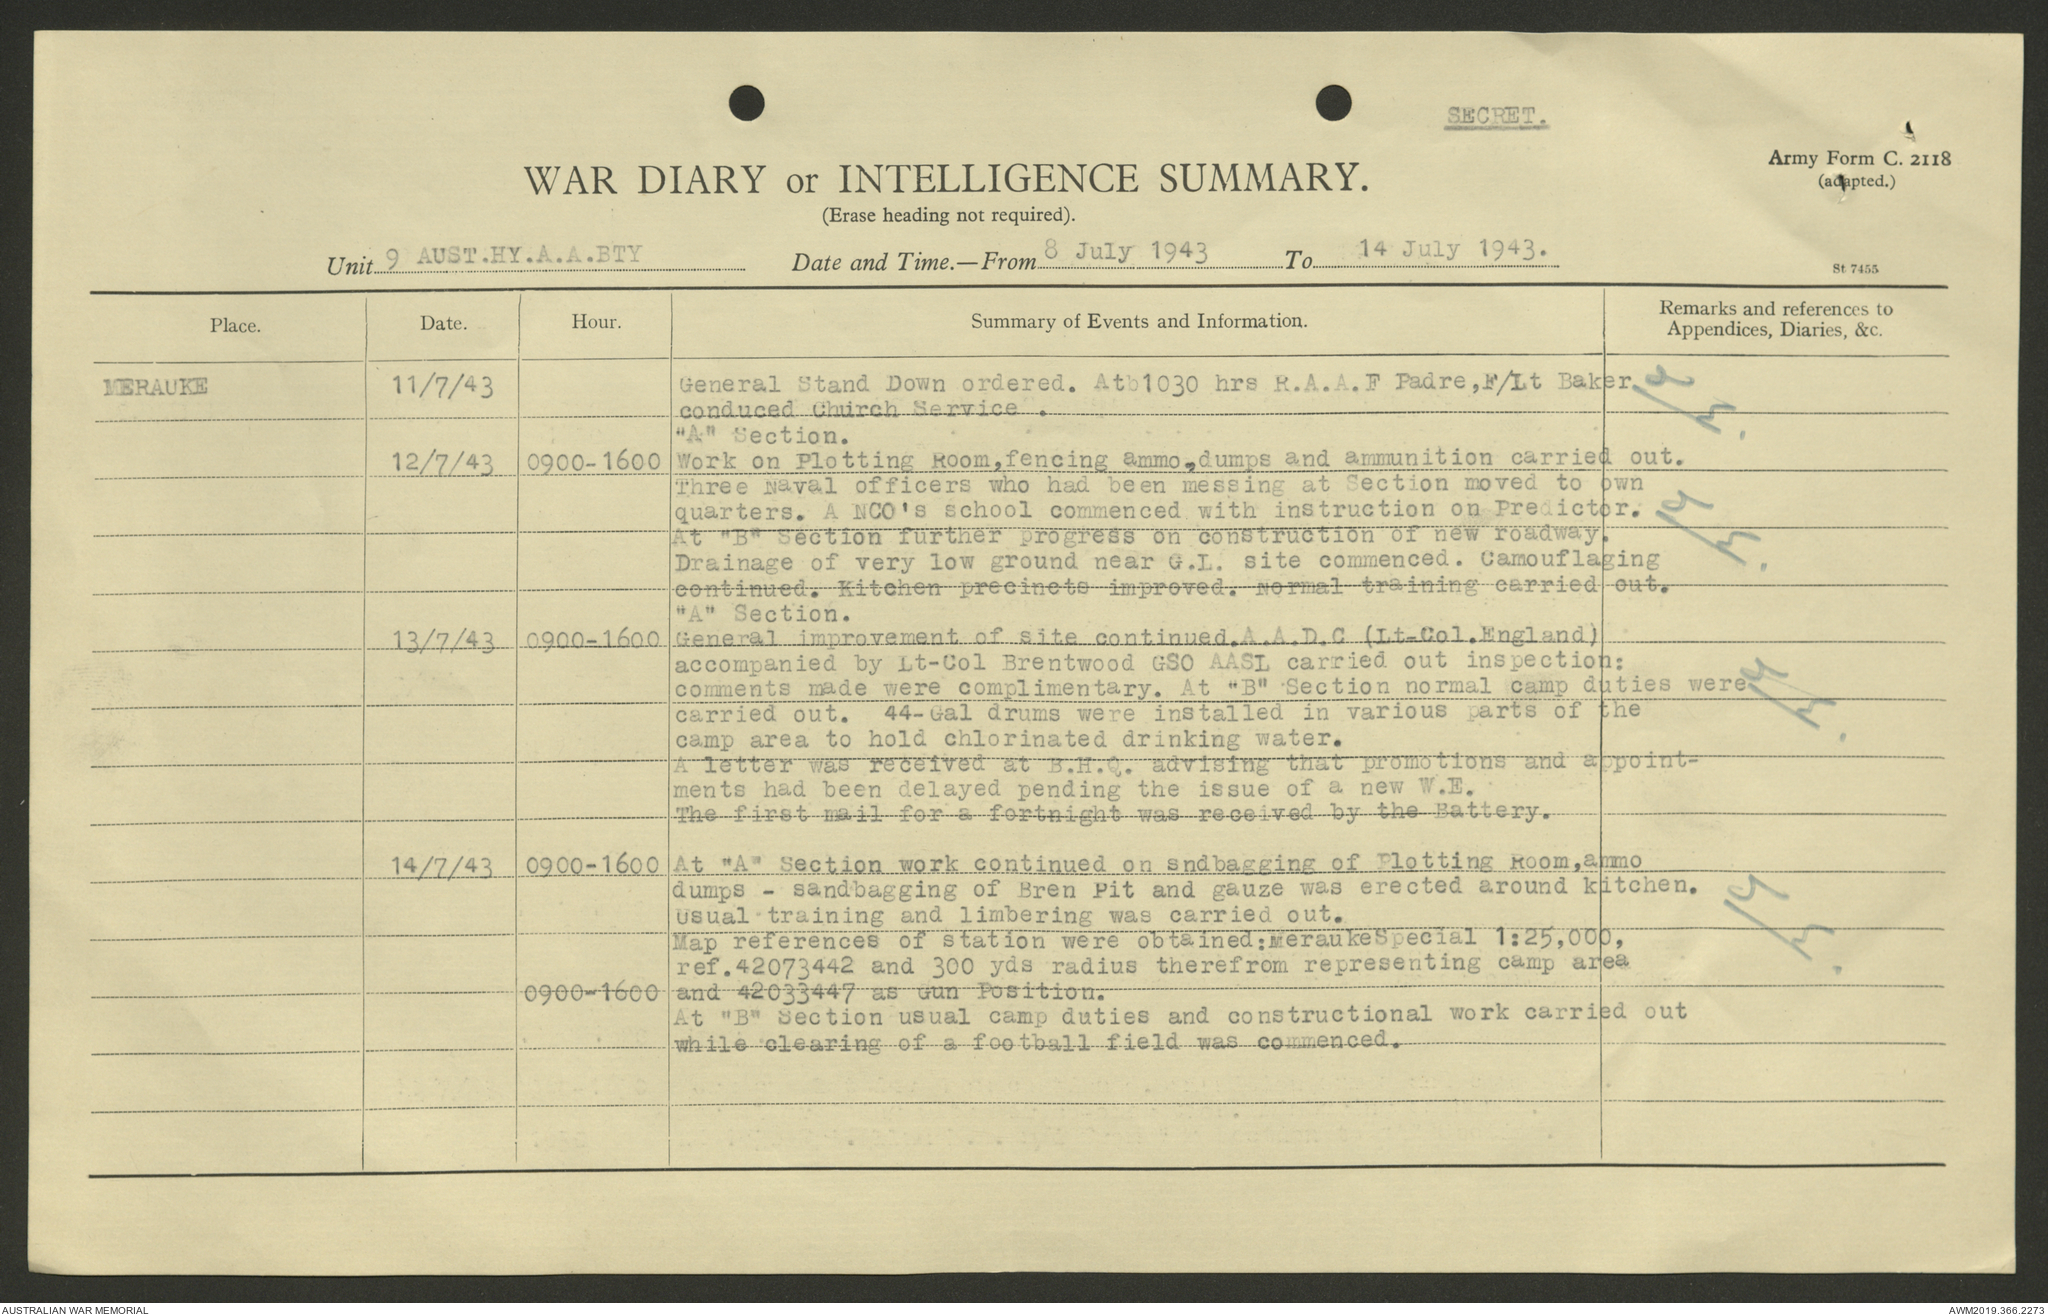 SECRET.
Army Form C. 2118
(adapted.)
WAR DIARY or INTELLIGENCE SUMMARY.
(Erase heading not required).
Unit 9 AUST.HY.A.A.BTY Date and Time.—From 8 July 1943 To 14 July 1943.
St 7455
Place. Date. Hour. Summary of Events and Information. Remarks and references to
Appendices, Diaries, &c.
MERAUKE 11/7/43 General Stand Down ordered. Atb1030 hrs R.A.A.F Padre,F/Lt Baker
conduced Church Service .
"A" Section.
12/7/43 0900-1600 Work on Plotting Room,fencing ammo,dumps and ammunition carried out.
Three Naval officers who had been messing at Section moved to own
quarters. A NCO's school commenced with instruction on Predictor.
At "B" Section further progress on construction of new roadway.
Drainage of very low ground near G.L. site commenced. Camouflaging
continued. Kitchen precincts improved. Normal training carried out.
"A" Section.
13/7/43 0900-1600 General improvement of site continued.A.A.D.C (Lt-Col.England)
accompanied by Lt-Col Brentwood GSO AASL carried out inspection:
comments made were complimentary. At "B" Section normal camp duties were
carried out. 44-Gal drums were installed in various parts of the
camp area to hold chlorinated drinking water.
A letter was received at B.H.Q. advising that promotions and appoint-
ments had been delayed pending the issue of a new W.E.
The first mail for a fortnight was received by the Battery.
14/7/43 0900-1600 At "A" Section work continued on sndbagging of Plotting Room,ammo
dumps - sandbagging of Bren Pit and gauze was erected around kitchen.
Usual training and limbering was carried out.
Map references of station were obtained:MeraukeSpecial 1:25,000,
ref.42073442 and 300 yds radius therefrom representing camp area
0900-1600 and 42033447 as Gun Position.
At "B" Section usual camp duties and constructional work carried out
while clearing of a football field was commenced.
AUSTRALIAN WAR MEMORIAL
AWM2019.366.2273